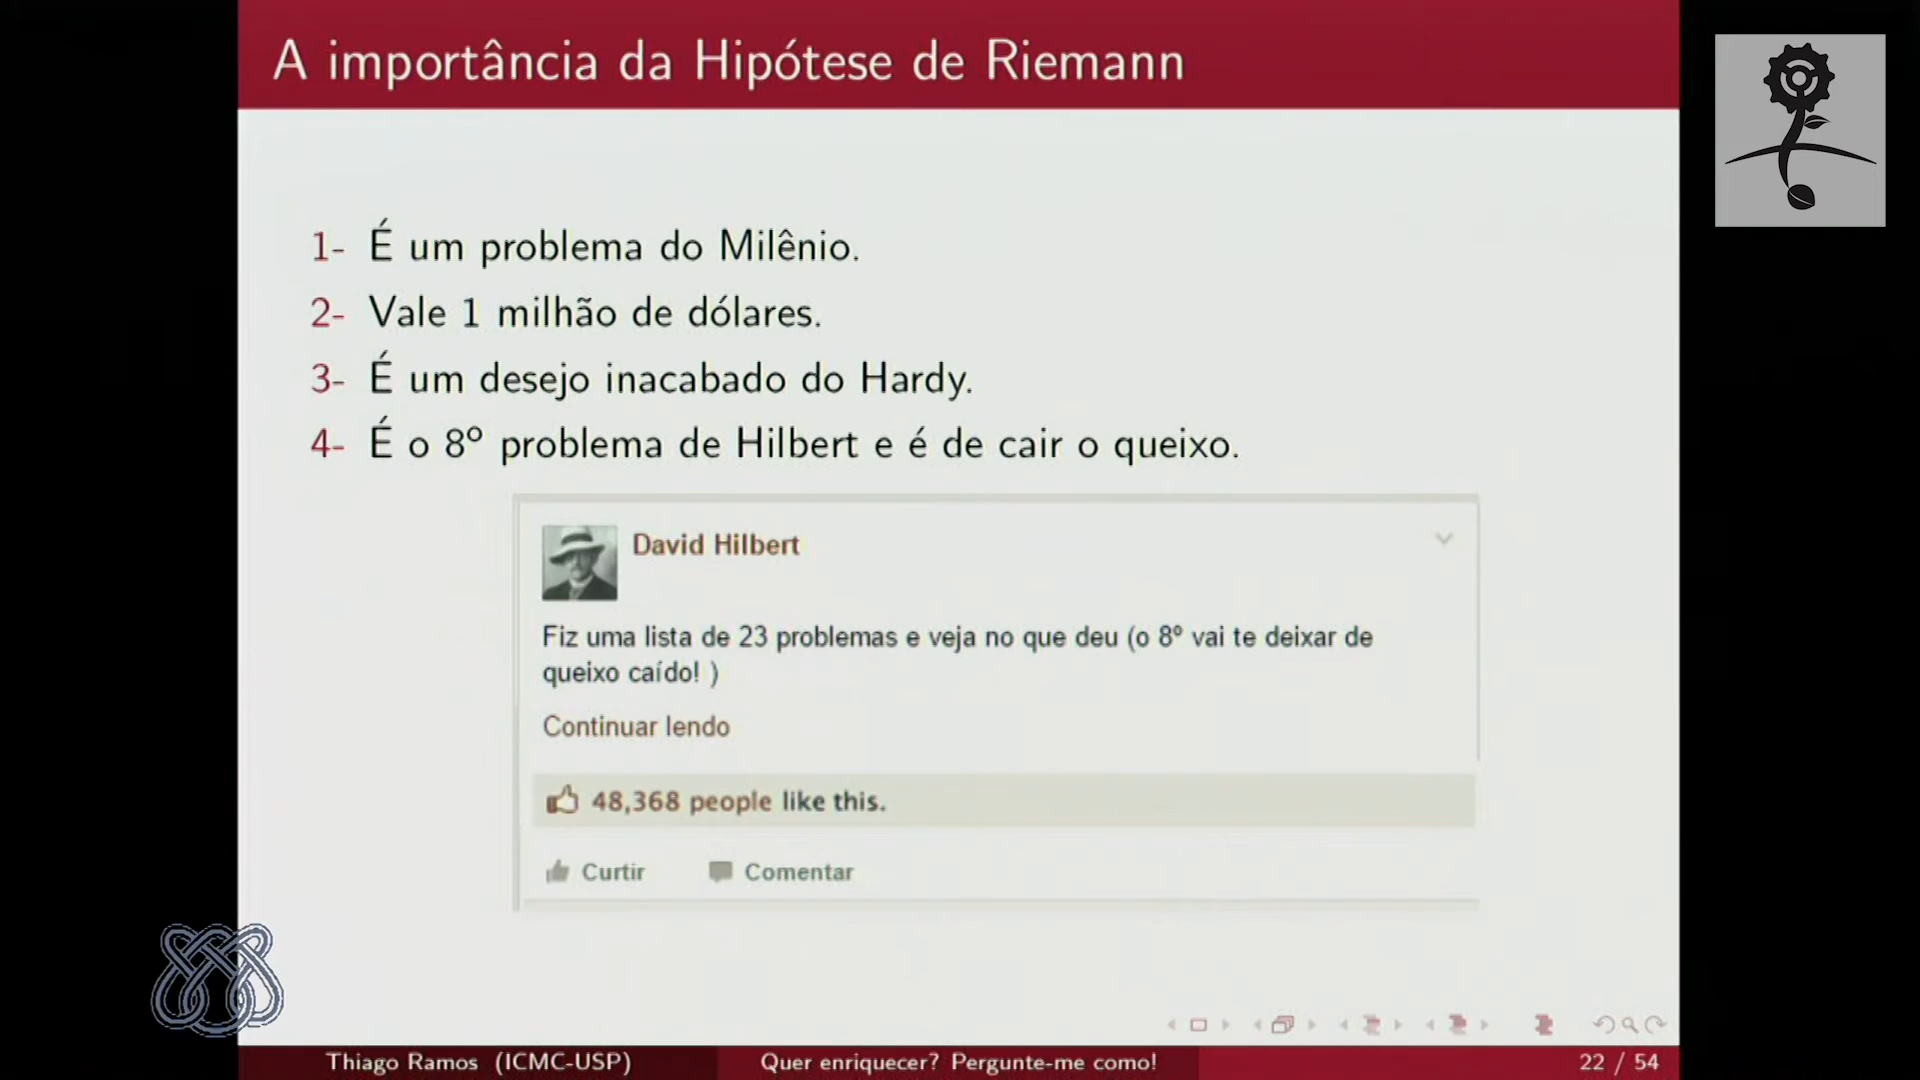 A importância da Hipótese de Riemann
1- É um problema do Milênio.
2- Vale 1 milhão de dólares.
3- É um desejo inacabado do Hardy.
4- É o 8º problema de Hilbert e é de cair o queixo.
David Hilbert
Fiz uma lista de 23 problemas e veja no que deu (o 8º vai te deixar de
queixo caído! )
Continuar lendo
48,368 people like this.
Curtir Comentar
Thiago Ramos (ICMC-USP) Quer enriquecer? Pergunte-me como! 22 / 54